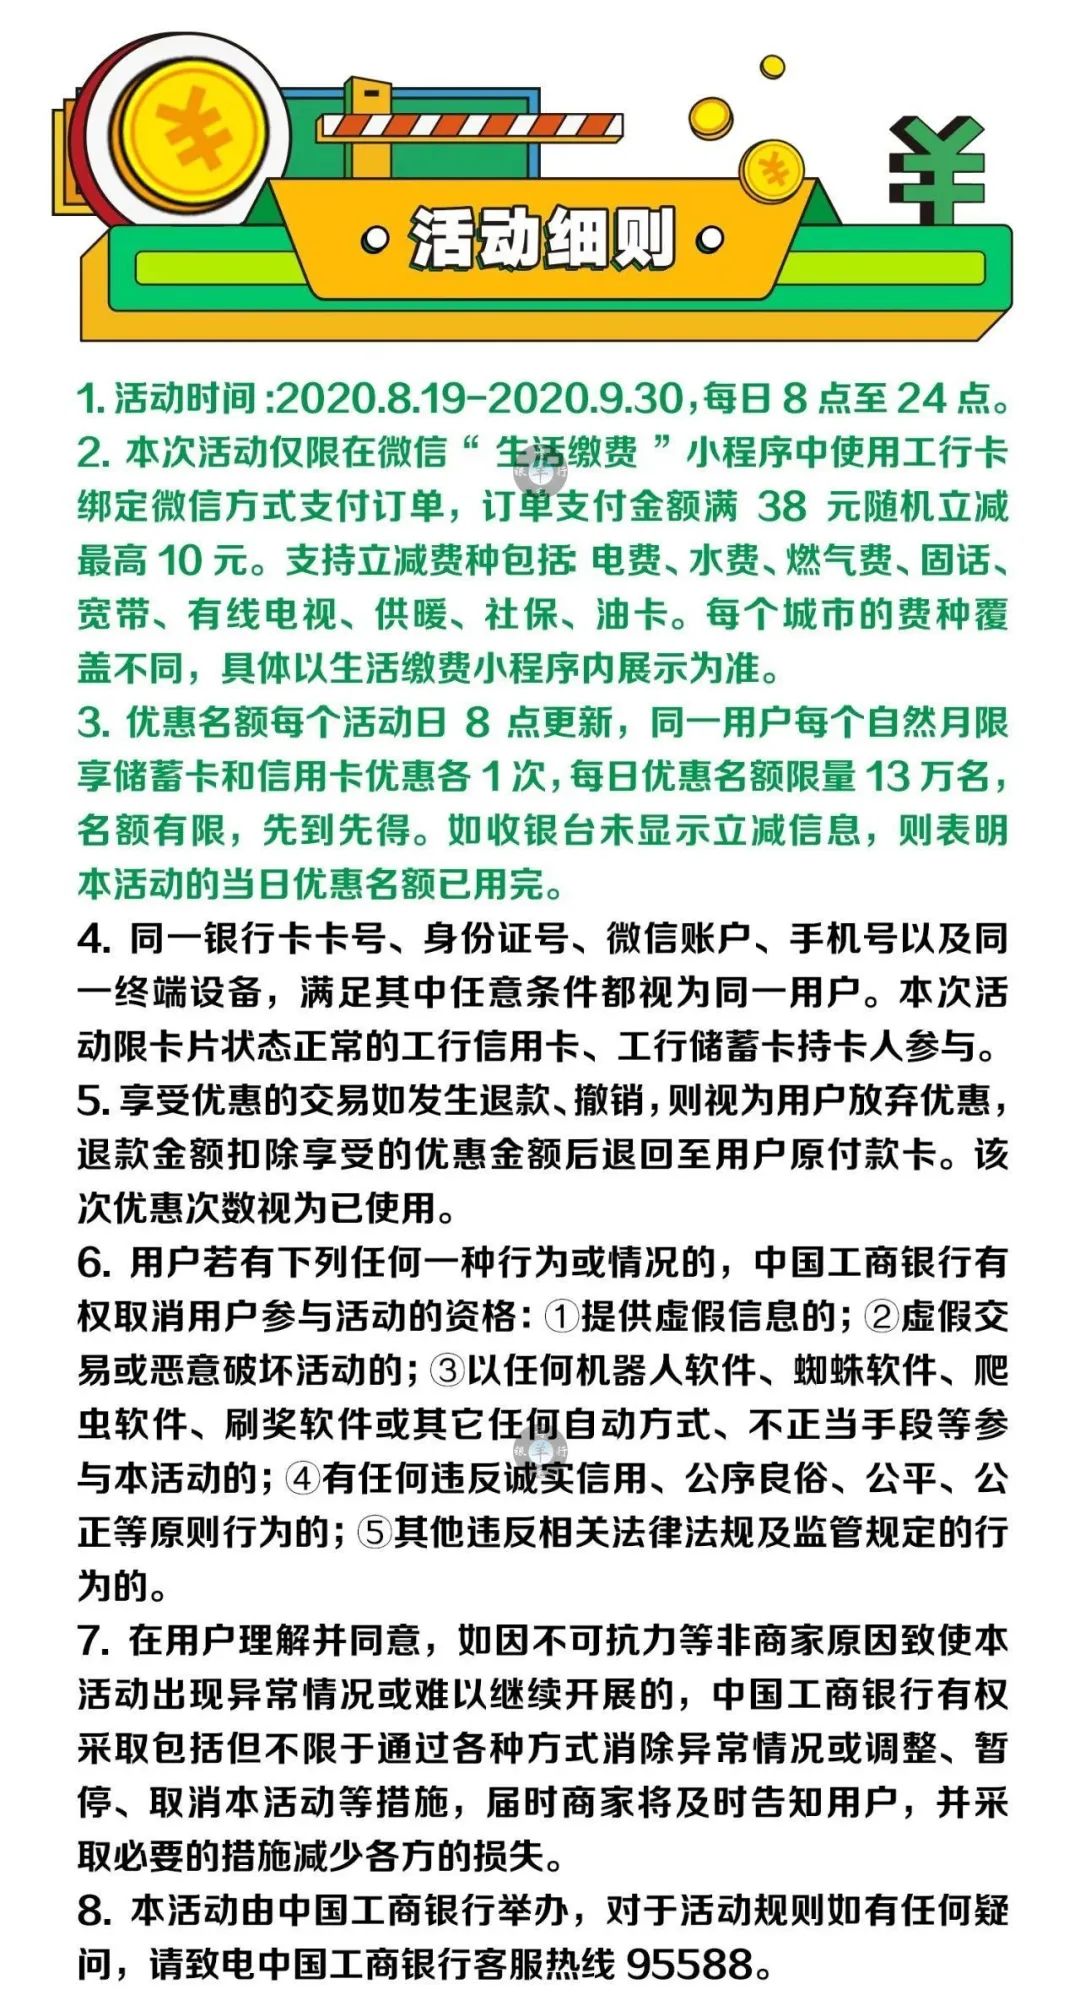 活动细则
1. 活动时间:2020.8.19-2020.9.30,每日8点至24点。
2. 本次活动仅限在微信“生活缴费”小程序中使用工行卡
绑定微信方式支付订单，订单支付金额满 38 元随机立减
最高10元。支持立减费种包括:电费、水费、燃气费、固话、
宽带、有线电视、供暖、社保、油卡。每个城市的费种覆
盖不同，具体以生活缴费小程序内展示为准。
3. 优惠名额每个活动日 8 点更新，同一用户每个自然月限
享储蓄卡和信用卡优惠各1次,每日优惠名额限量13万名，
名额有限，先到先得。如收银台未显示立减信息，则表明
本活动的当日优惠名额已用完。
4. 同一银行卡卡号、身份证号、微信账户、手机号以及同
一终端设备，满足其中任意条件都视为同一用户。本次活
动限卡片状态正常的工行信用卡、工行储蓄卡持卡人参与。
5. 享受优惠的交易如发生退款、撤销,则视为用户放弃优惠，
退款金额扣除享受的优惠金额后退回至用户原付款卡。该
次优惠次数视为已使用。
6. 用户若有下列任何一种行为或情况的，中国工商银行有
权取消用户参与活动的资格：①提供虚假信息的；②虚假交
易或恶意破坏活动的；③以任何机器人软件、蜘蛛软件、爬
虫软件、刷奖软件或其它任何自动方式、不正当手段等参
与本活动的；④有任何违反诚实信用、公序良俗、公平、公
正等原则行为的；⑤其他违反相关法律法规及监管规定的行
为的。
7. 在用户理解并同意，如因不可抗力等非商家原因致使本
活动出现异常情况或难以继续开展的，中国工商银行有权
采取包括但不限于通过各种方式消除异常情况或调整、暂
停、取消本活动等措施，届时商家将及时告知用户，并采
取必要的措施减少各方的损失。
8. 本活动由中国工商银行举办，对于活动规则如有任何疑
问，请致电中国工商银行客服热线 95588。